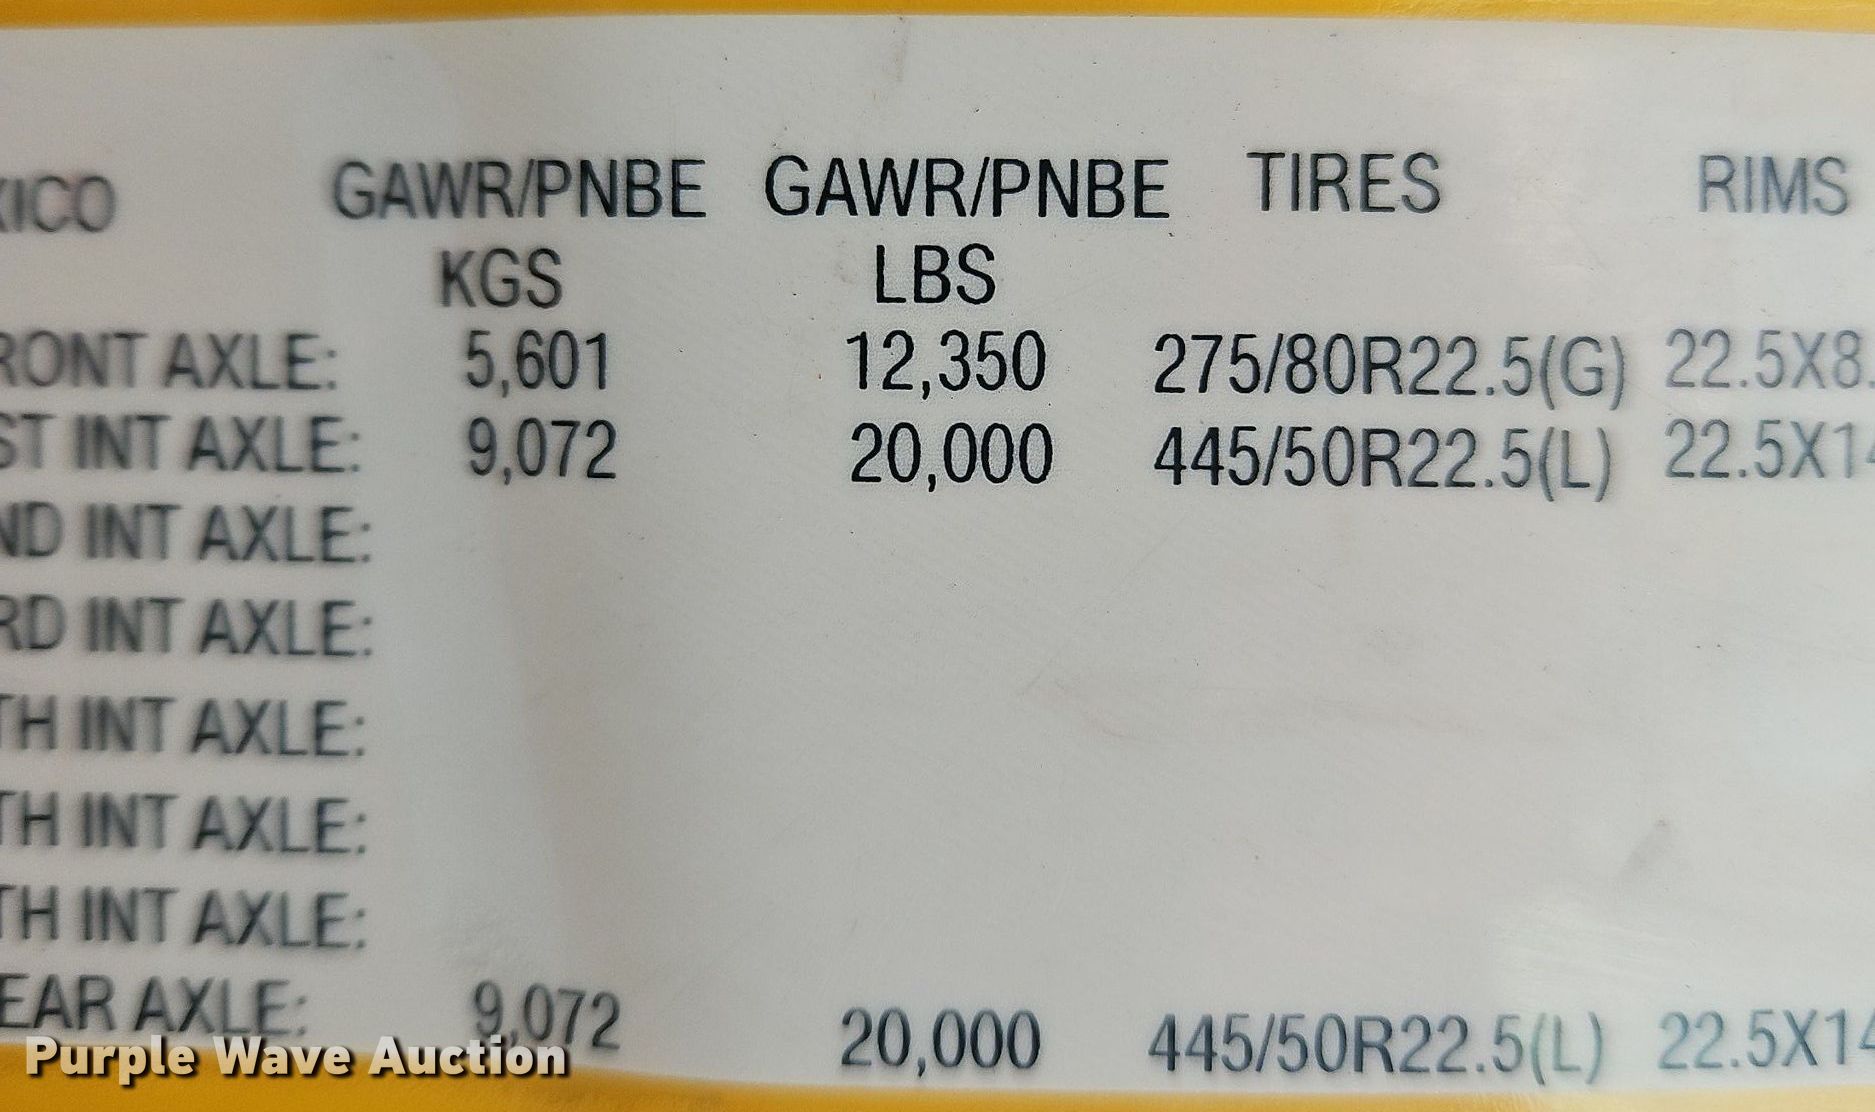 XICO GAWR/PNBE GAWR/PNBE TIRES RIMS
KGS LBS
RONT AXLE: 5,601 12,350 275/80R22.5(G) 22.5X8.
ST INT AXLE: 9,072 20,000 445/50R22.5(L) 22.5X14
ND INT AXLE:
RD INT AXLE:
TH INT AXLE:
TH INT AXLE:
TH INT AXLE:
EAR AXLE: 9,072 20,000 445/50R22.5(L) 22.5X14
Purple Wave Auction